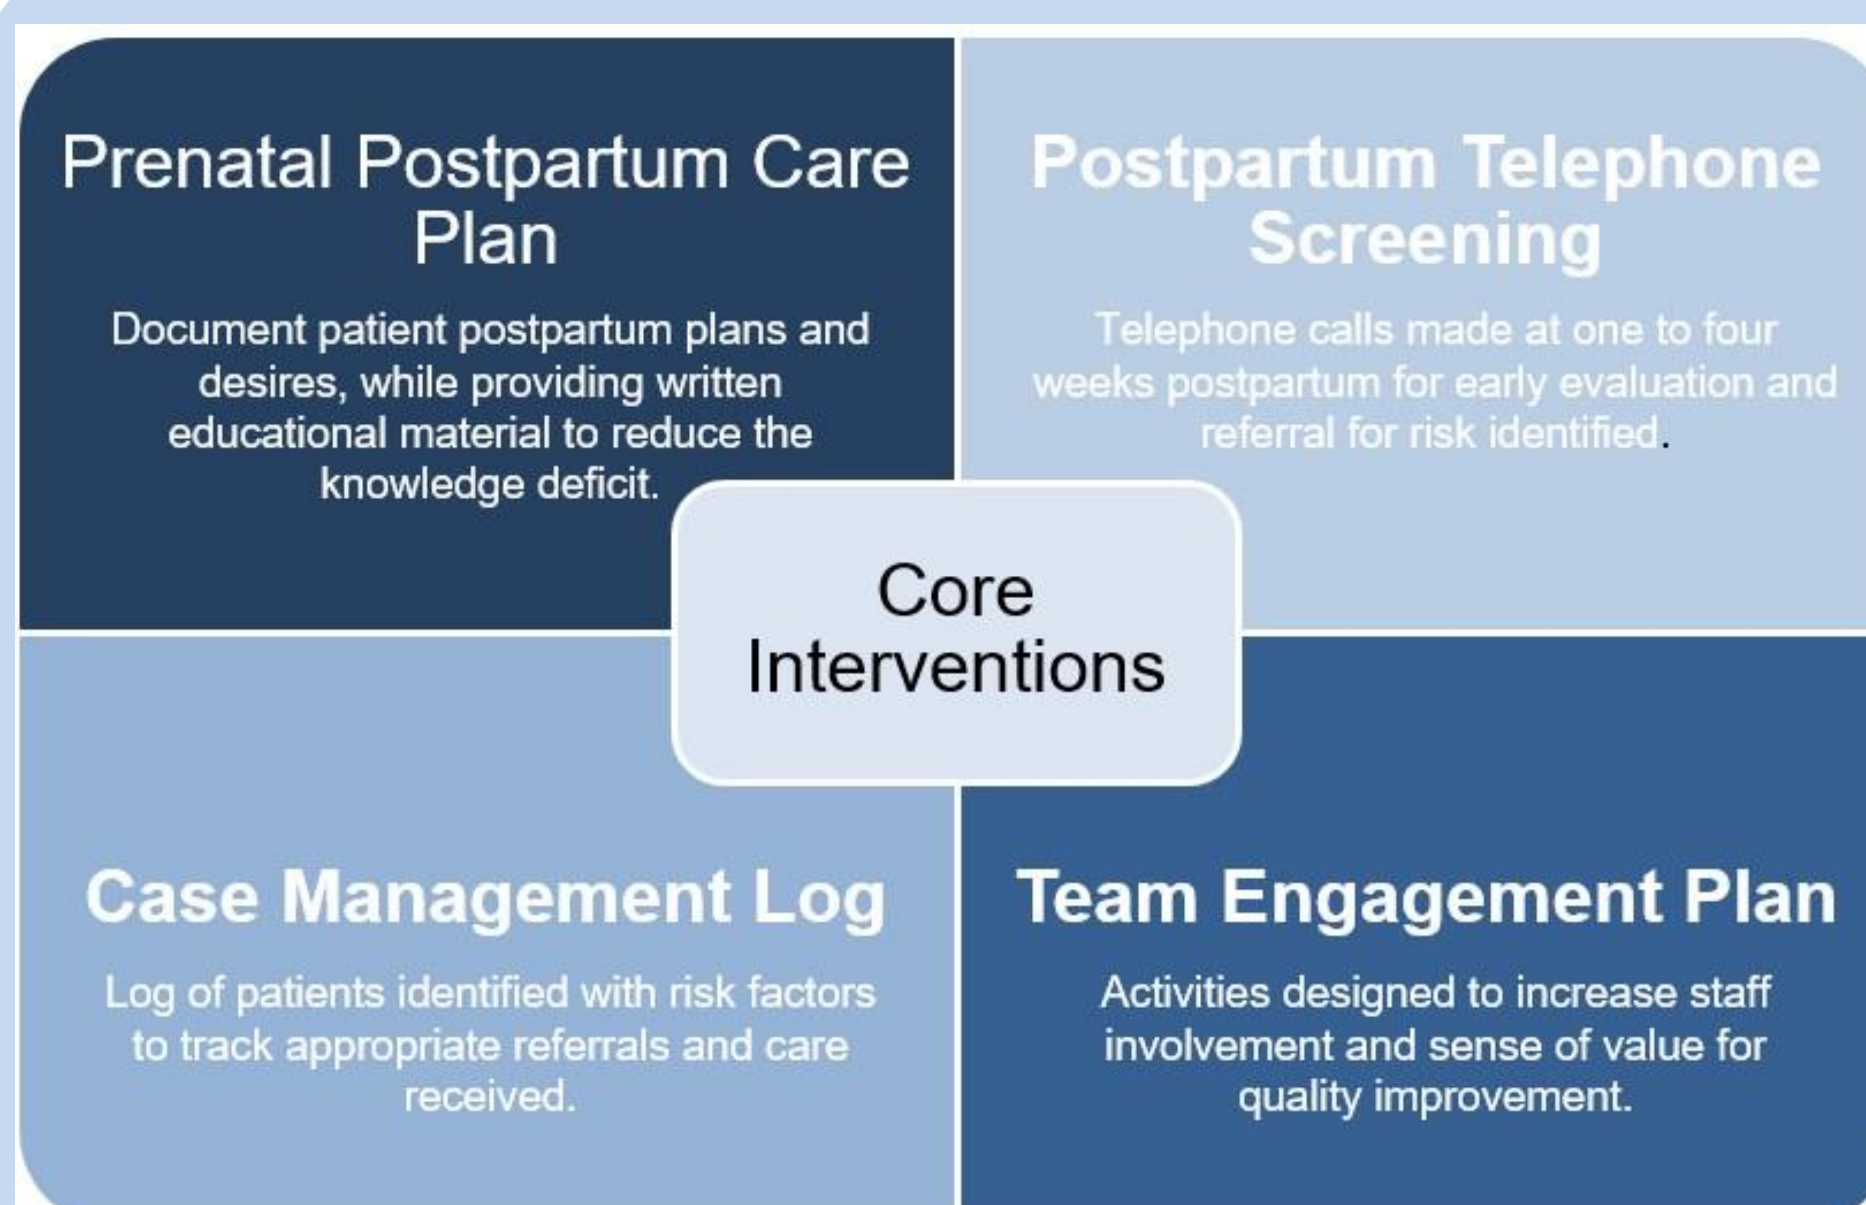 Prenatal Postpartum Care
Plan
Document patient postpartum plans and
desires, while providing written
educational material to reduce the
knowledge deficit.
Postpartum Telephone
Screening
Telephone calls made at one to four
weeks postpartum for early evaluation and
referral for risk identified.
Core
Interventions
Case Management Log
Log of patients identified with risk factors
to track appropriate referrals and care
received.
Team Engagement Plan
Activities designed to increase staff
involvement and sense of value for
quality improvement.